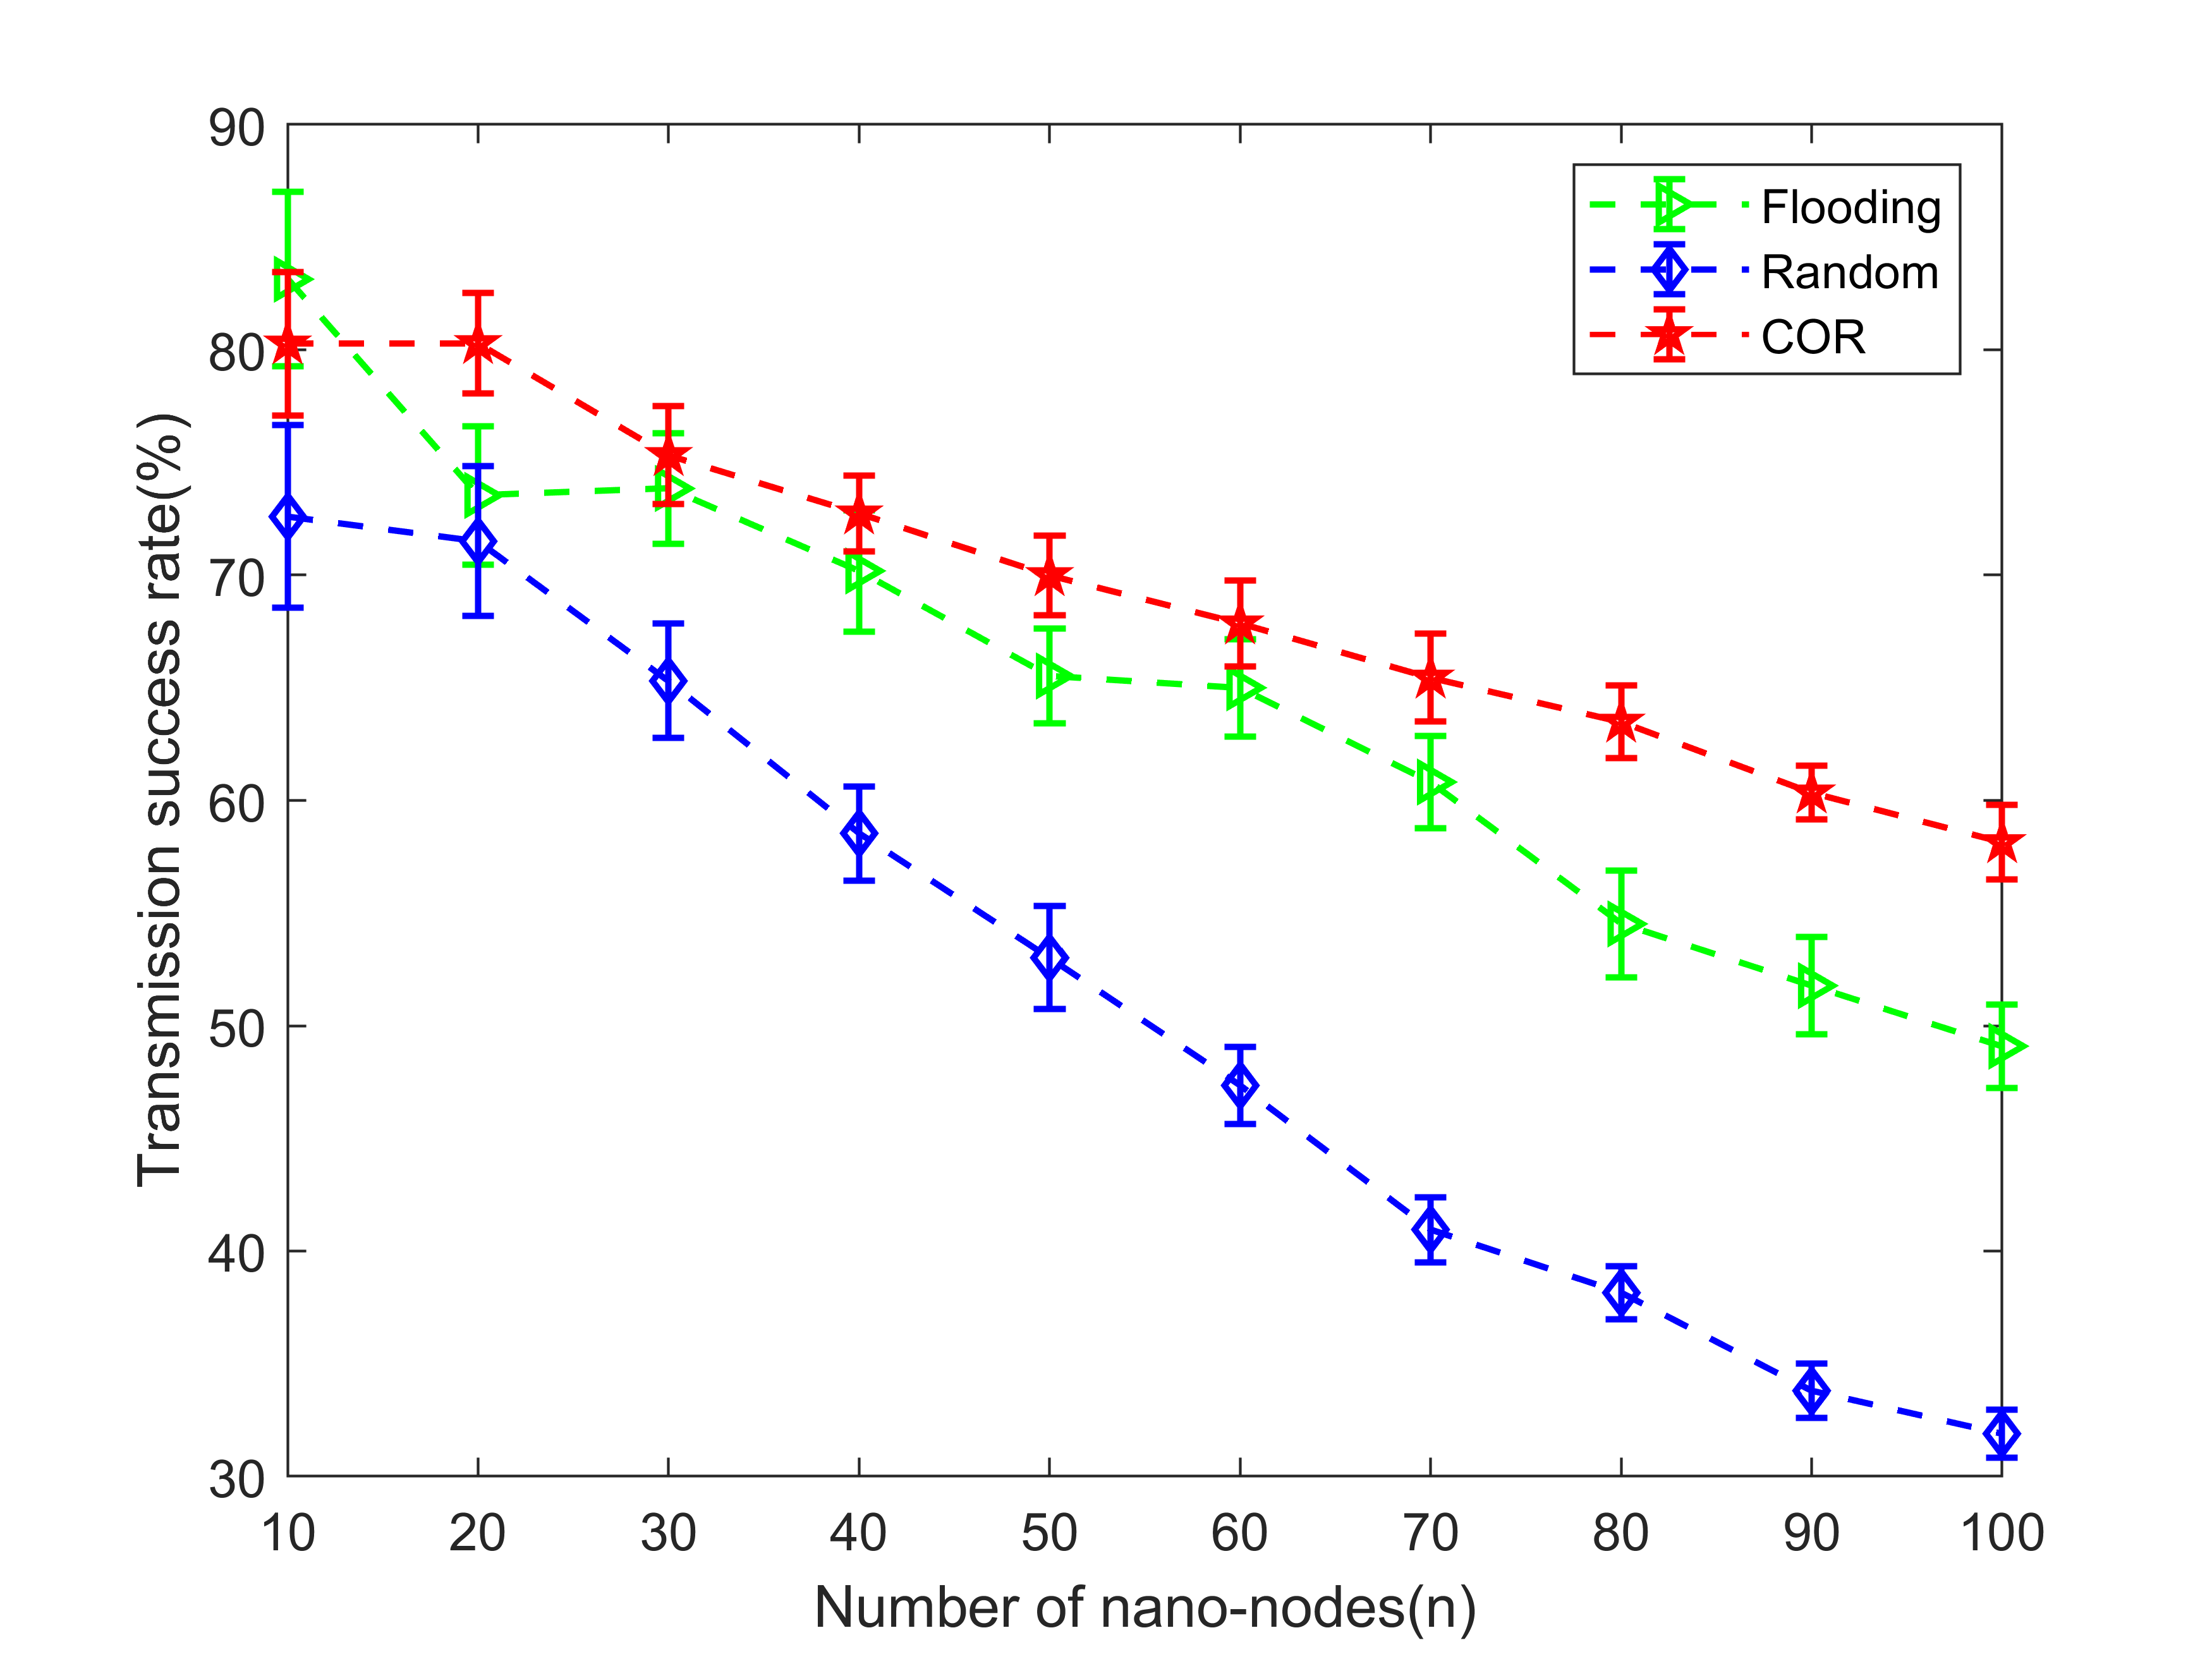 90
80
70
60
50
40
30
10 20 30 40 50 60 70 80 90 100
Transmission success rate(%)
Number of nano-nodes(n)
Flooding
Random
COR